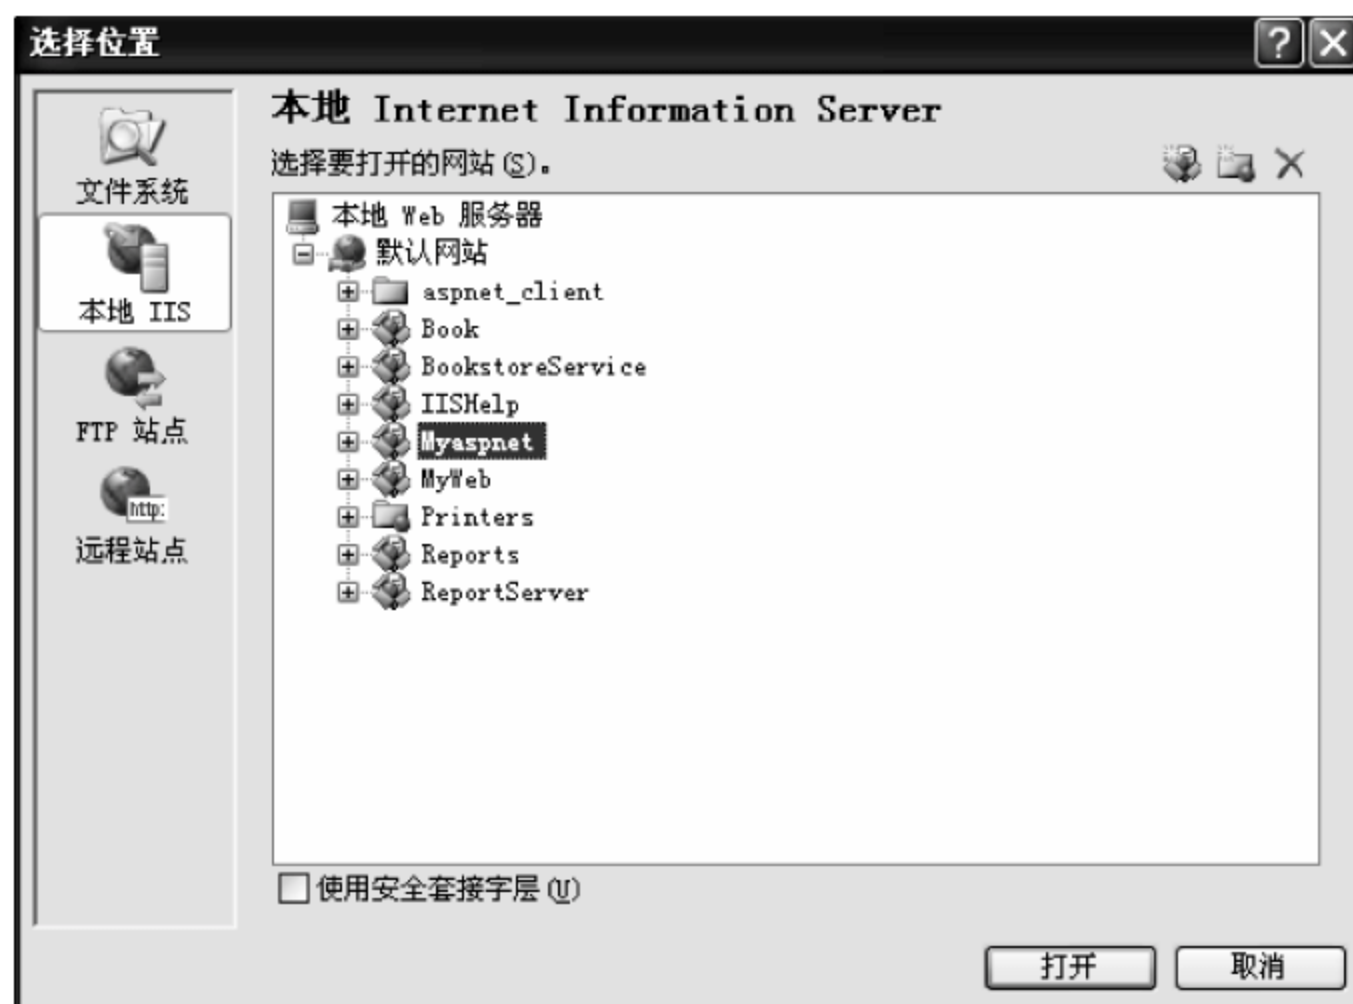 选择位置
文件系统
本地 IIS
FTP 站点
http:
远程站点
本地 Internet Information Server
选择要打开的网站(S)。
本地 Web 服务器
默认网站
aspnet_client
Book
BookstoreService
IISHelp
Myaspnet
MyWeb
Printers
Reports
ReportServer
使用安全套接字层(U)
打开
取消